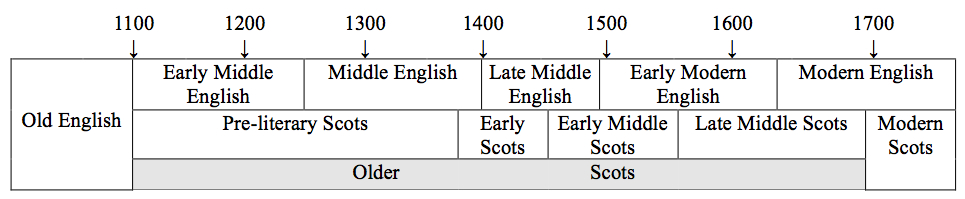 1100 1200 1300 1400 1500 1600 1700
Old English
Early Middle
English
Middle English
Late Middle
English
Early Modern
English
Modern English
Pre-literary Scots
Early
Scots
Early Middle
Scots
Late Middle Scots
Modern
Scots
Older Scots